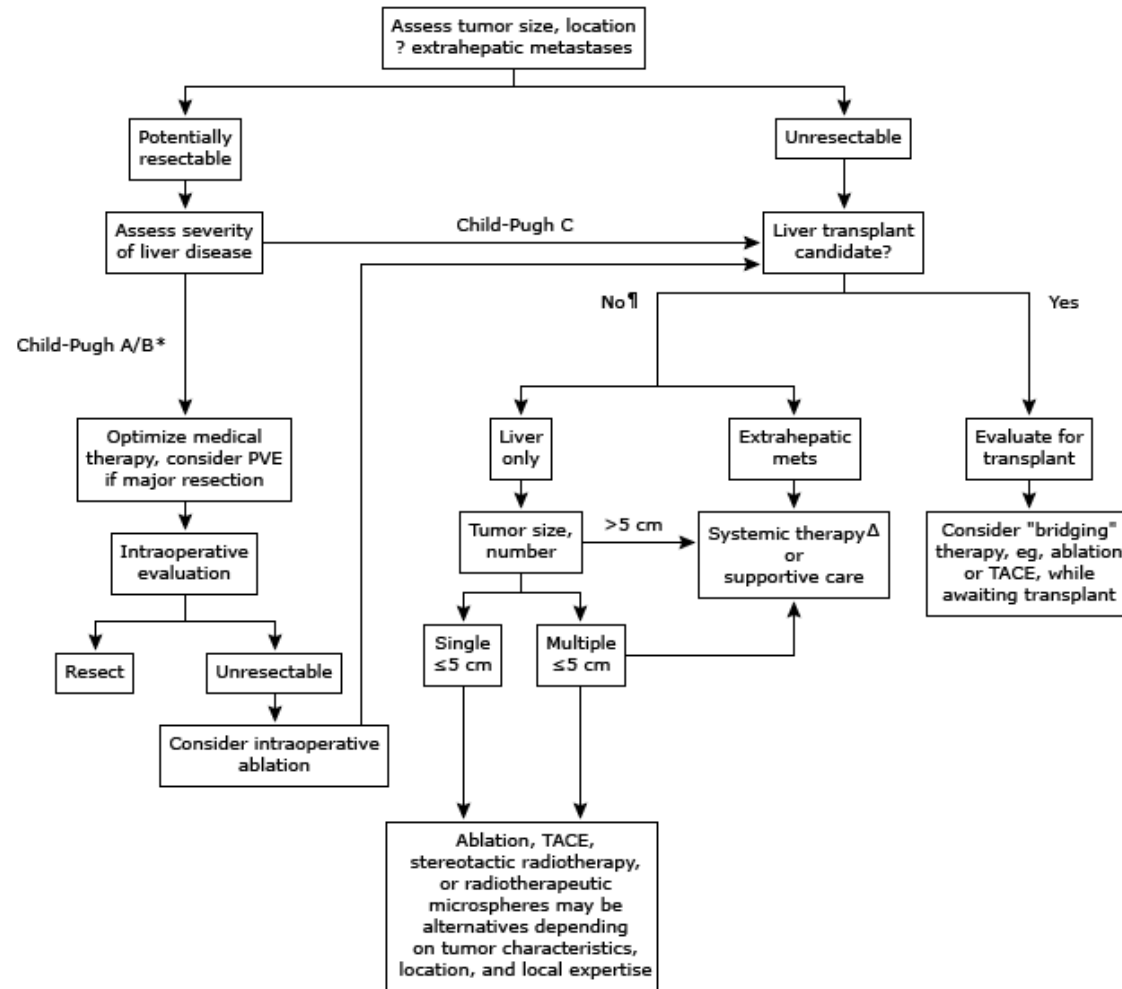 Assess tumor size, location
? extrahepatic metastases
Potentially
resectable
Unresectable
Assess severity
of liver disease
Child-Pugh C
Liver transplant
candidate?
No¶
Yes
Child-Pugh A/B*
Optimize medical
therapy, consider PVE
if major resection
Liver
only
Extrahepatic
mets
Evaluate for
transplant
Intraoperative
evaluation
Tumor size,
number
>5 cm
Systemic therapyΔ
or
supportive care
Consider "bridging"
therapy, eg, ablation
or TACE, while
awaiting transplant
Resect
Unresectable
Single
≤5 cm
Multiple
≤5 cm
Consider intraoperative
ablation
Ablation, TACE,
stereotactic radiotherapy,
or radiotherapeutic
microspheres may be
alternatives depending
on tumor characteristics,
location, and local expertise